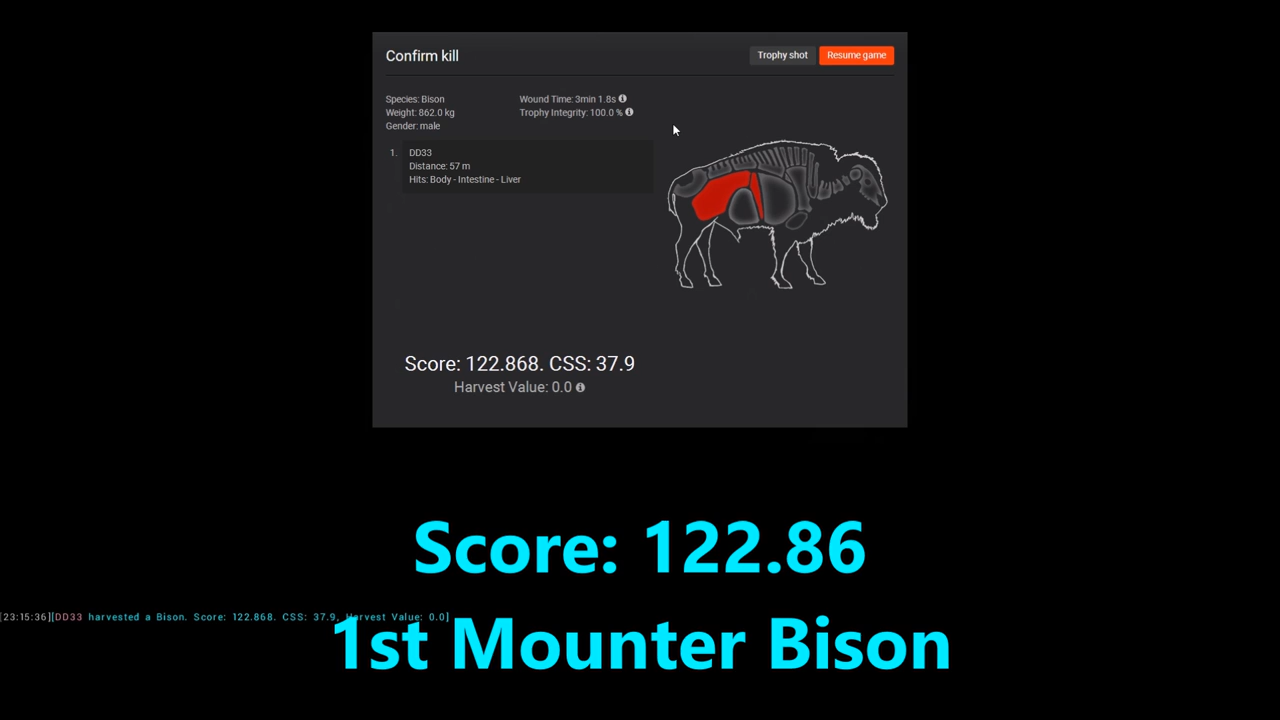 Confirm kill
Trophy shot
Resume game
Species: Bison
Weight: 862.0 kg
Gender: male
Wound Time: 3min 1.8s
Trophy Integrity: 100.0 %
1.
DD33
Distance: 57 m
Hits: Body - Intestine - Liver
Score: 122.868. CSS: 37.9
Harvest Value: 0.0
Score: 122.86
[23:15:36][DD33 harvested a Bison. Score: 122.868. CSS: 37.9, Harvest Value: 0.0]
1st Mounter Bison